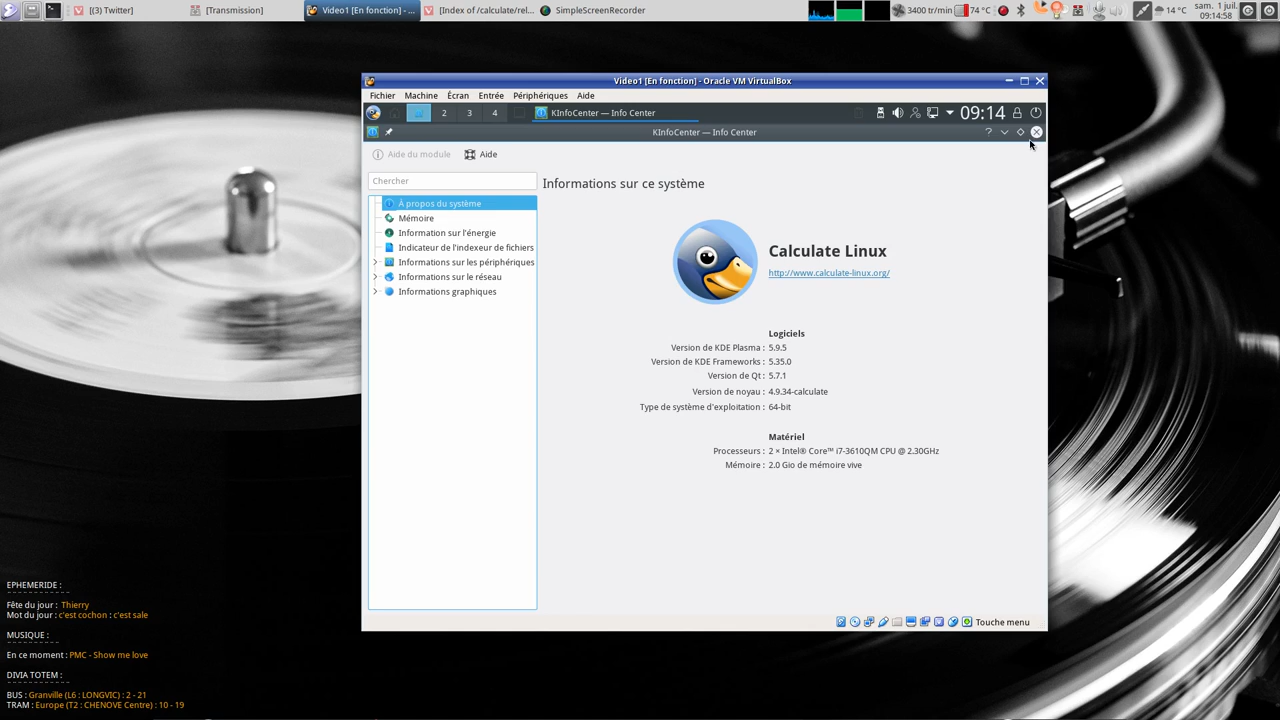 [(3) Twitter]
[Transmission]
Video1 [En fonction] - ...
[Index of /calculate/rel...
SimpleScreenRecorder
3400 tr/min
74 °C
14 °C
sam. 1 juil.
09:14:58
Video1 [En fonction] - Oracle VM VirtualBox
Fichier Machine Écran Entrée Périphériques Aide
2 3 4
KInfoCenter — Info Center
09:14
KInfoCenter — Info Center
Aide du module
Aide
Chercher
À propos du système
Mémoire
Information sur l'énergie
Indicateur de l'indexeur de fichiers
Informations sur les périphériques
Informations sur le réseau
Informations graphiques
Informations sur ce système
Calculate Linux
http://www.calculate-linux.org/
Logiciels
Version de KDE Plasma : 5.9.5
Version de KDE Frameworks : 5.35.0
Version de Qt : 5.7.1
Version de noyau : 4.9.34-calculate
Type de système d'exploitation : 64-bit
Matériel
Processeurs : 2 × Intel® Core™ i7-3610QM CPU @ 2.30GHz
Mémoire : 2.0 Gio de mémoire vive
Touche menu
EPHEMERIDE :
Fête du jour : Thierry
Mot du jour : c'est cochon : c'est sale
MUSIQUE :
En ce moment : PMC - Show me love
DIVIA TOTEM :
BUS : Granville (L6 : LONGVIC) : 2 - 21
TRAM : Europe (T2 : CHENOVE Centre) : 10 - 19